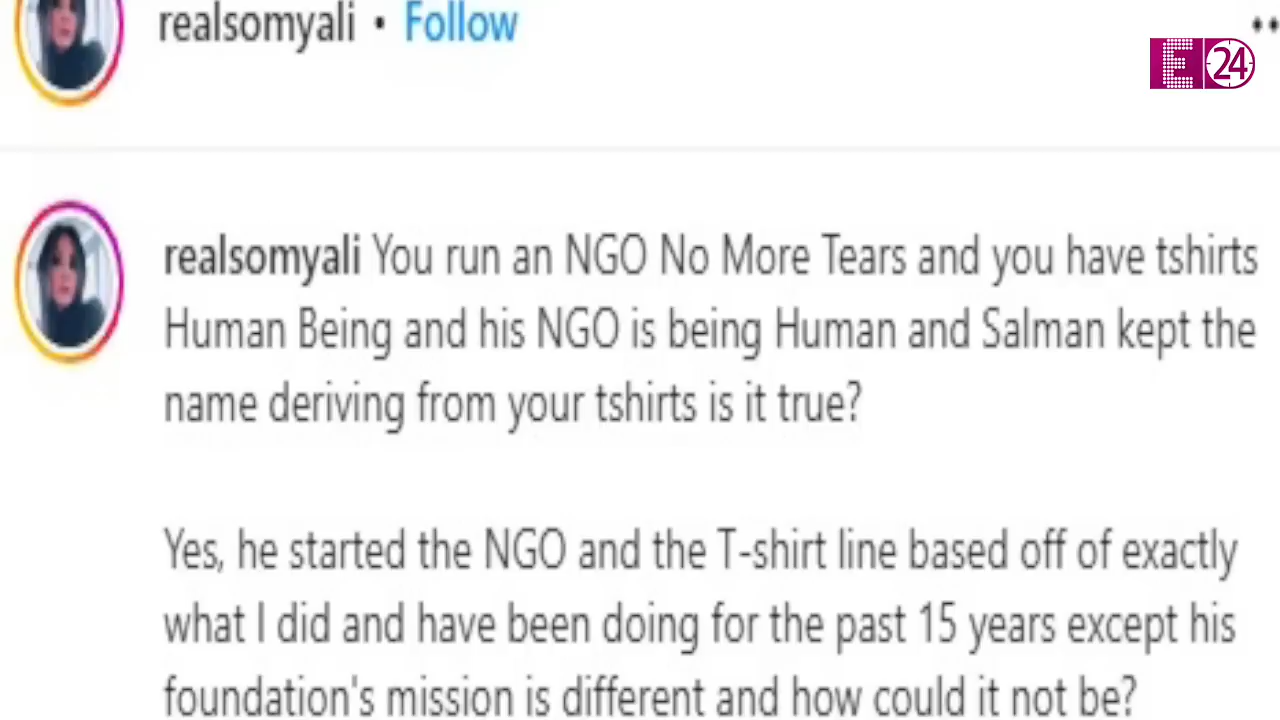 realsomyali • Follow
E24
realsomyali You run an NGO No More Tears and you have tshirts
Human Being and his NGO is being Human and Salman kept the
name deriving from your tshirts is it true?
Yes, he started the NGO and the T-shirt line based off of exactly
what I did and have been doing for the past 15 years except his
foundation's mission is different and how could it not be?